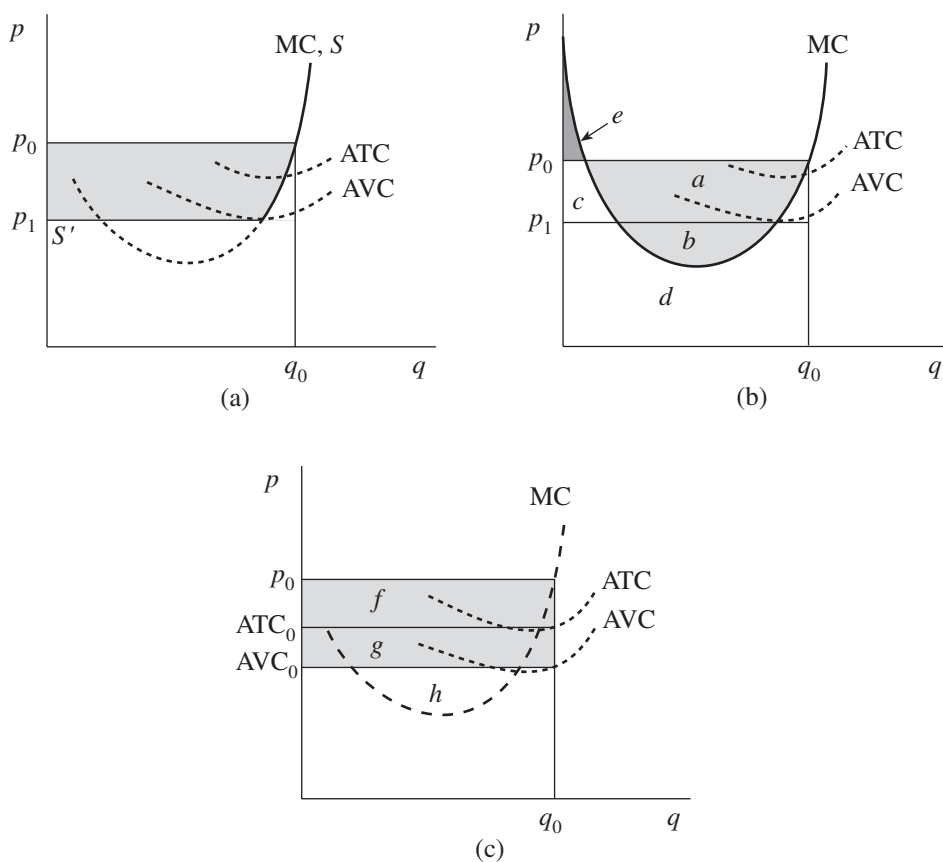 p
MC, S
p₀
ATC
AVC
p₁
S'
q₀
q
(a)
p
MC
e
p₀
ATC
a
AVC
c
p₁
b
d
q₀
q
(b)
p
MC
p₀
ATC
f
ATC₀
AVC
g
AVC₀
h
q₀
q
(c)